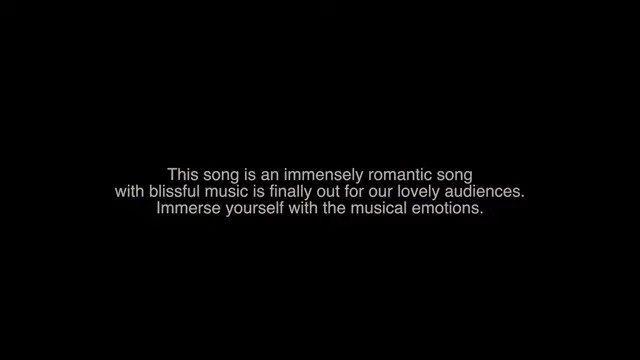 This song is an immensely romantic song
with blissful music is finally out for our lovely audiences.
Immerse yourself with the musical emotions.